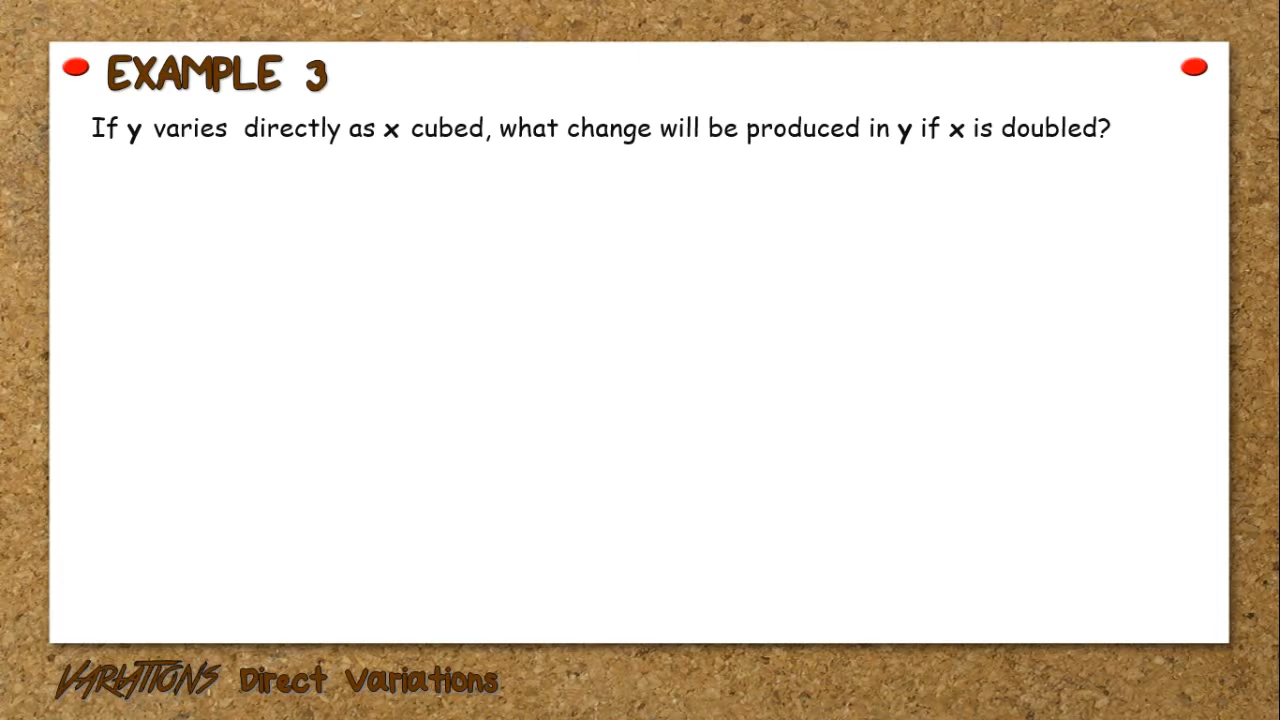 EXAMPLE 3
If y varies directly as x cubed, what change will be produced in y if x is doubled?
VARIATIONS Direct Variations